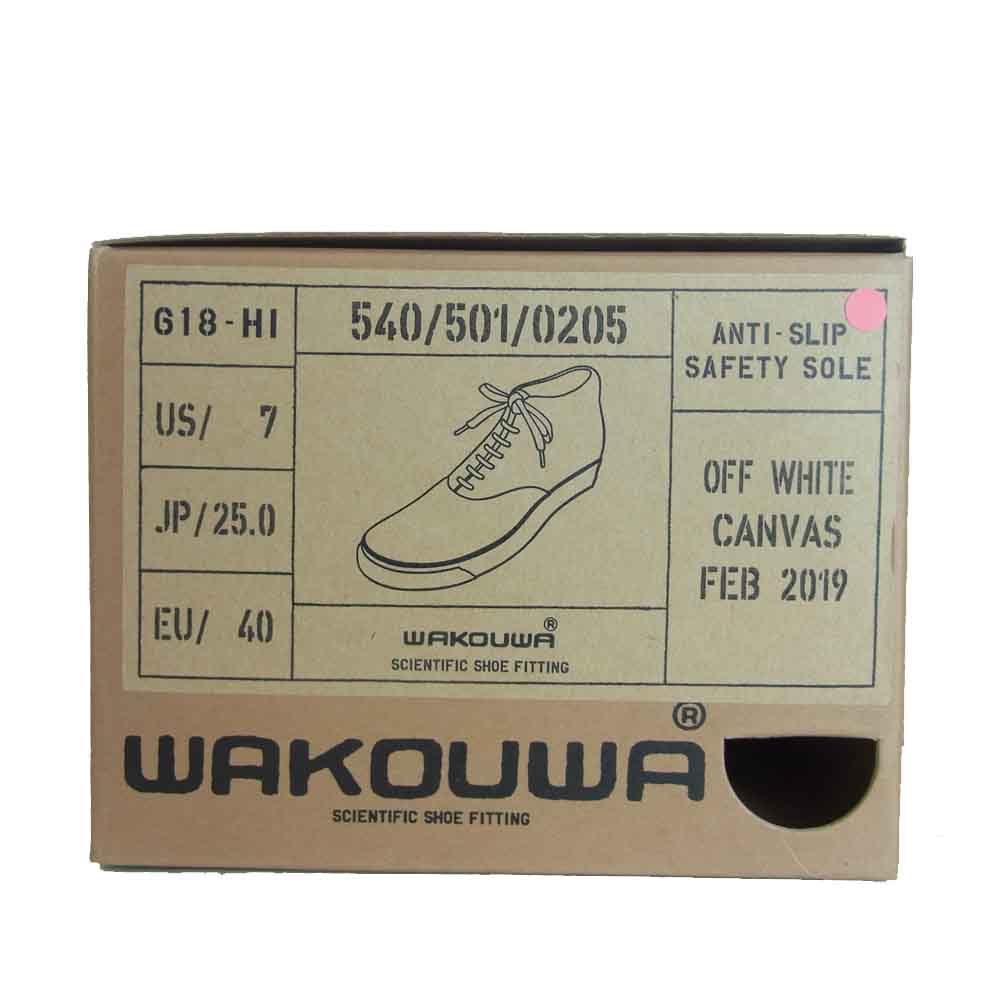 G18-HI
US/ 7
JP/25.0
EU/ 40
540/501/0205
WAKOUWA®
SCIENTIFIC SHOE FITTING
ANTI-SLIP
SAFETY SOLE
OFF WHITE
CANVAS
FEB 2019
WAKOUWA®
SCIENTIFIC SHOE FITTING